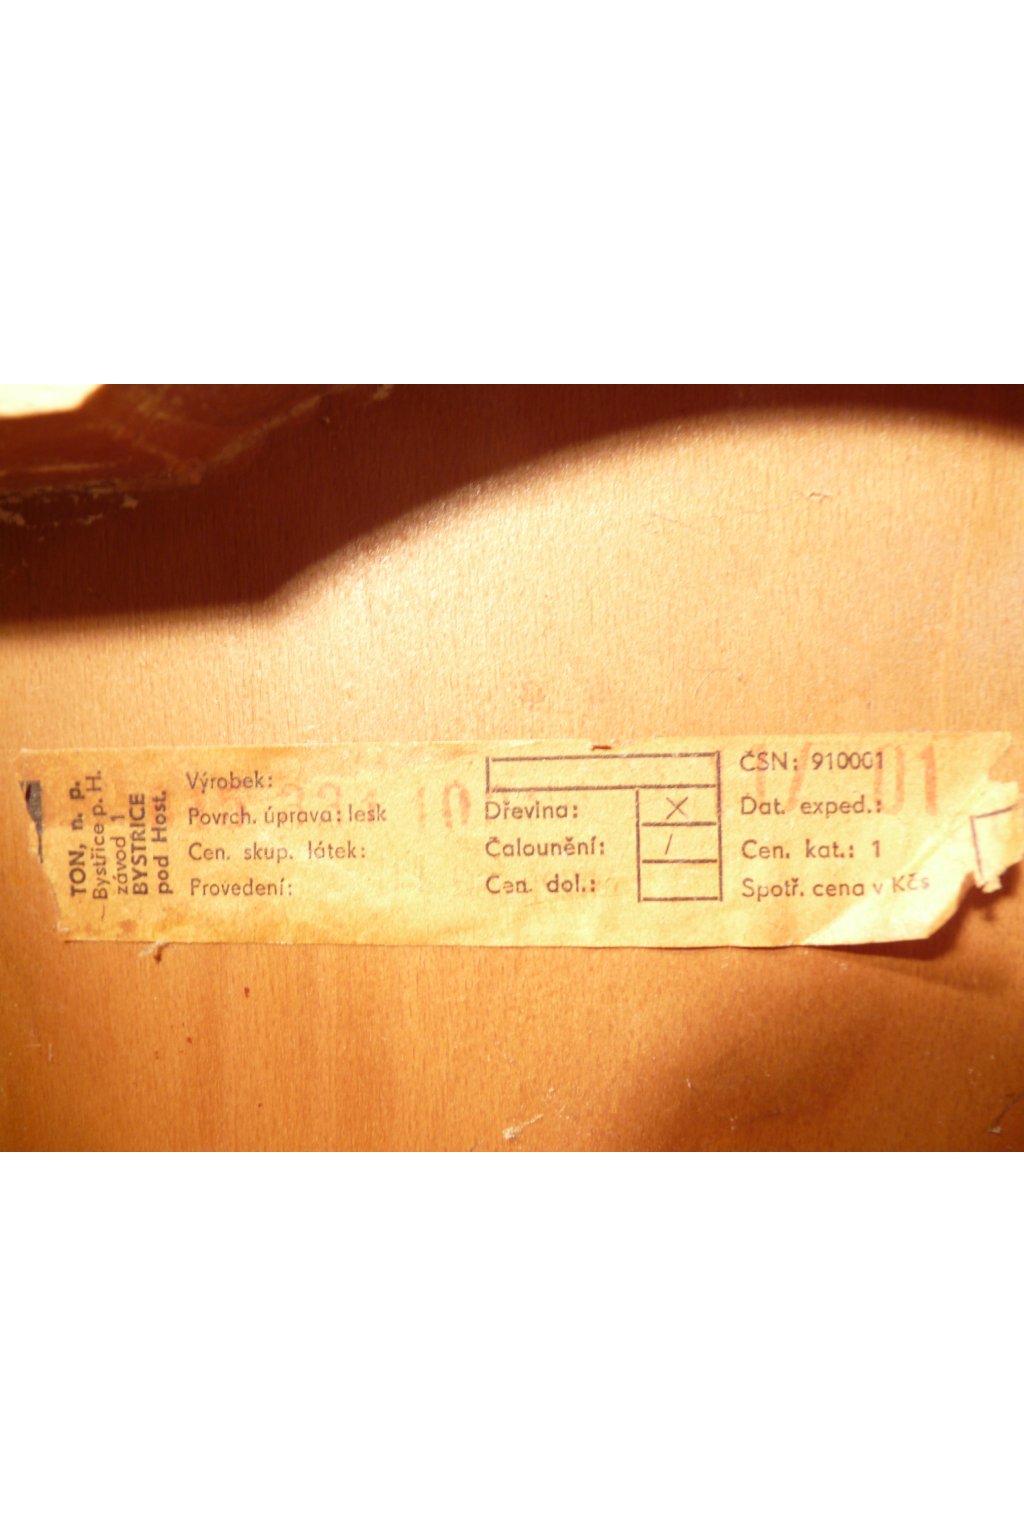 TON, n. p.
Bystřice p. H.
závod 1
BYSTŘICE
pod Host.
Výrobek:
Povrch. úprava: lesk
Cen. skup. látek:
Provedení:
Dřevina: X
Čalounění: /
Cen. dol.:
ČSN: 910001
Dat. exped.:
Cen. kat.: 1
Spotř. cena v Kčs